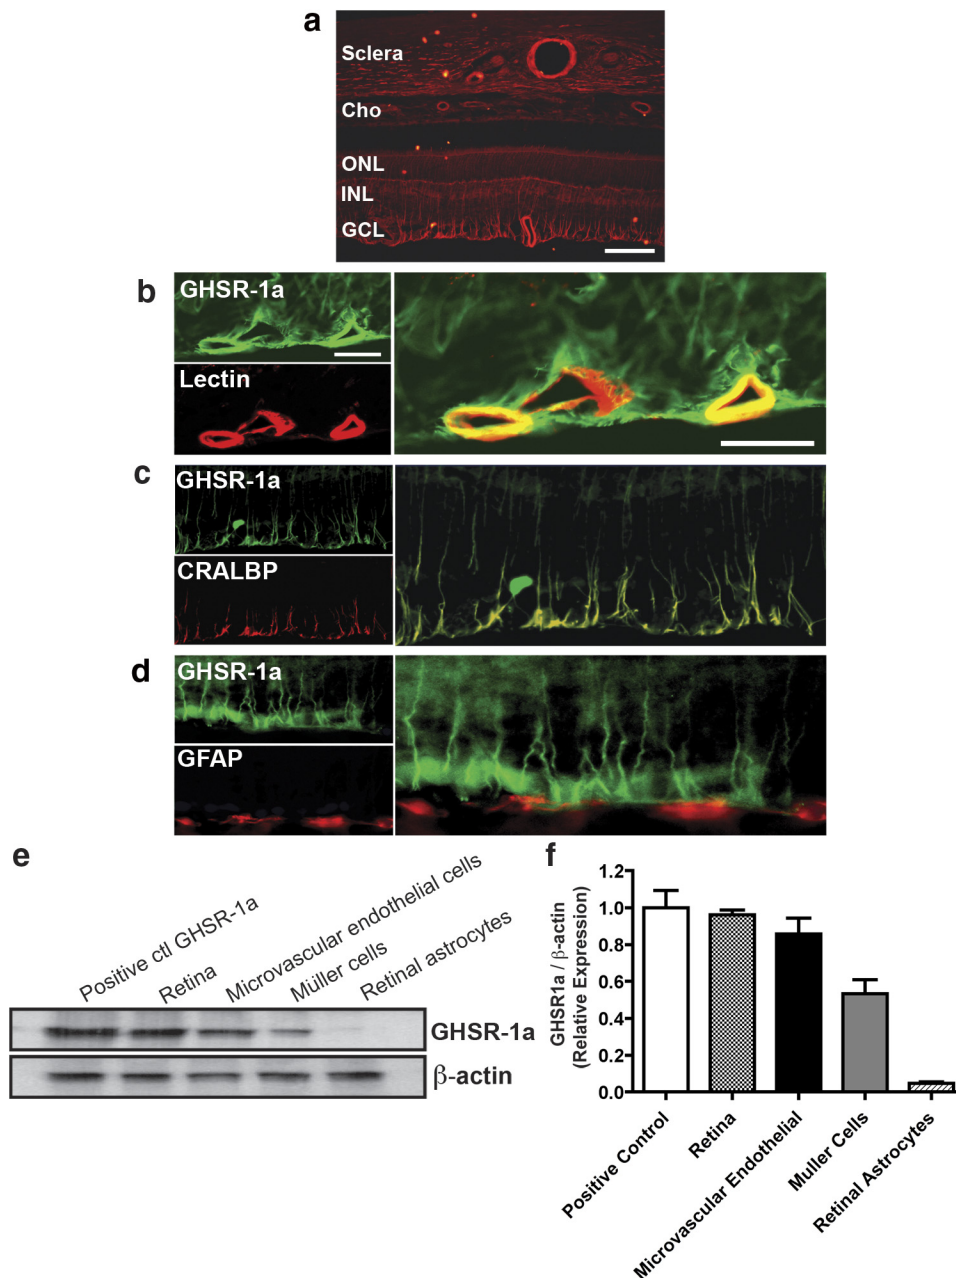 a
Sclera
Cho
ONL
INL
GCL
b
GHSR-1a
Lectin
c
GHSR-1a
CRALBP
d
GHSR-1a
GFAP
e
Positive ctl GHSR-1a
Retina
Microvascular endothelial cells
Müller cells
Retinal astrocytes
GHSR-1a
β-actin
f
GHSR1a / β-actin
(Relative Expression)
1.2
1.0
0.8
0.6
0.4
0.2
0.0
Positive Control
Retina
Microvascular Endothelial
Muller Cells
Retinal Astrocytes